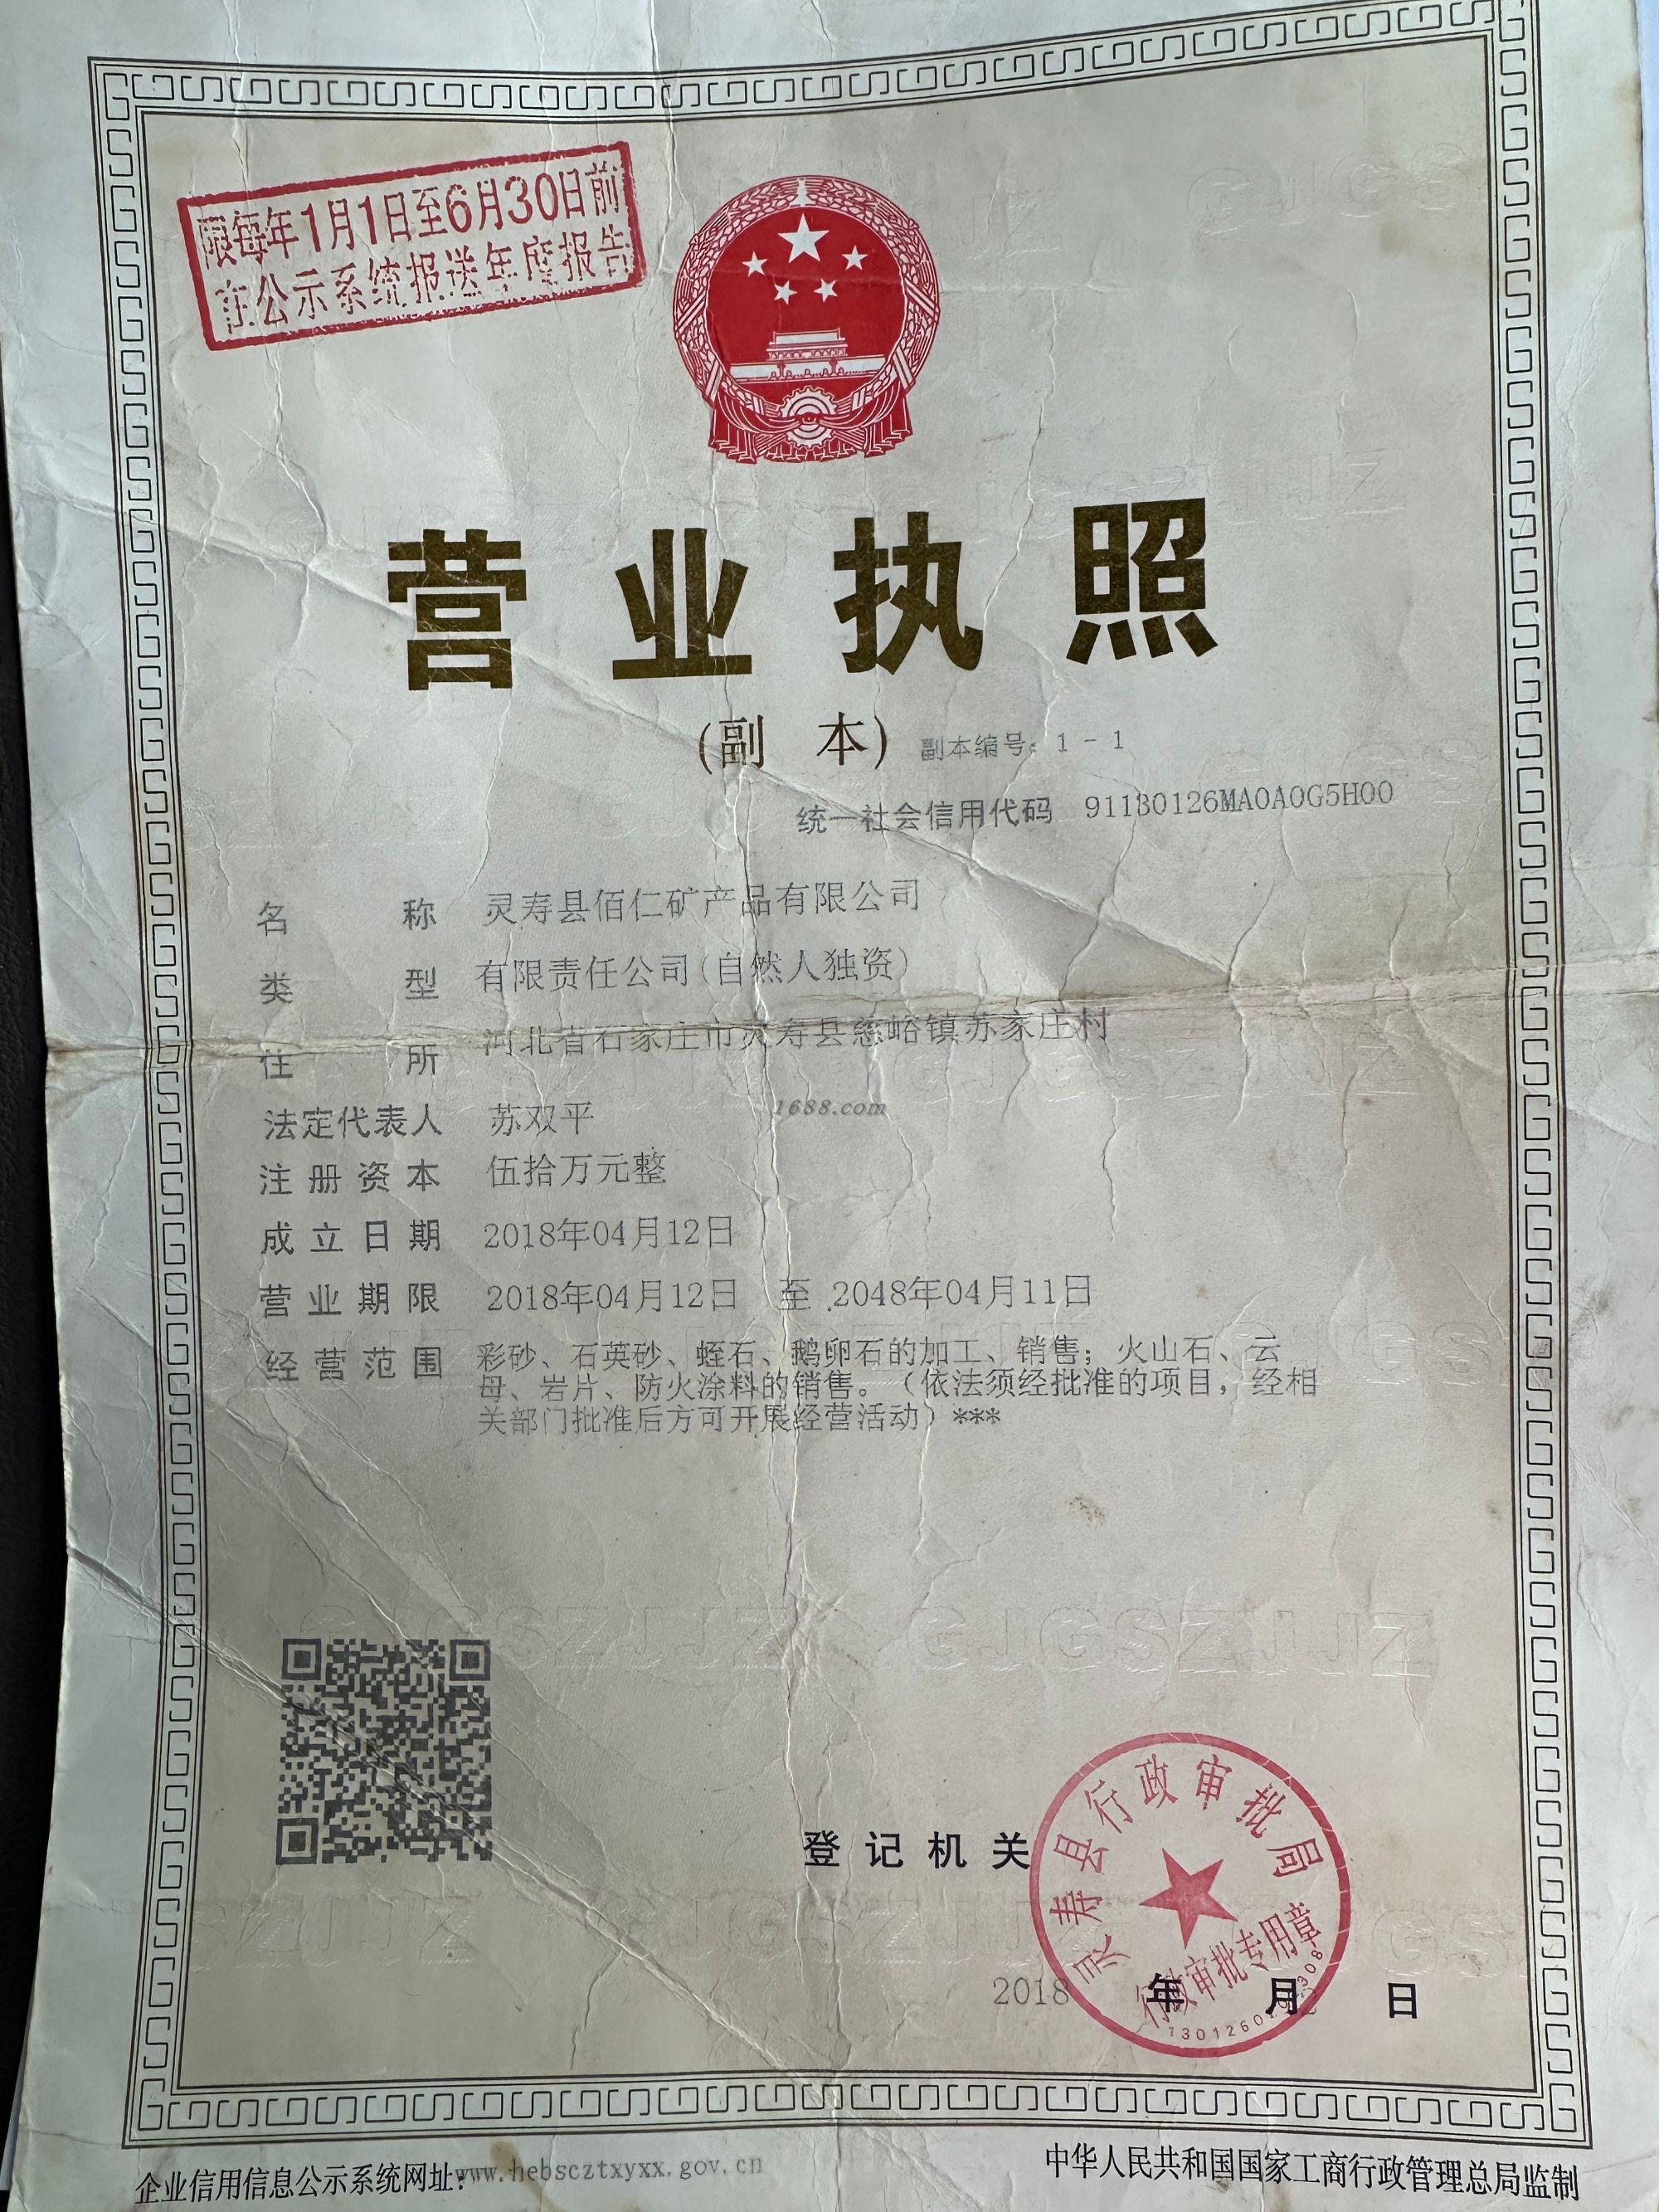 限每年1月1日至6月30日前
在公示系统报送年度报告
营业执照
(副 本) 副本编号：1-1
统一社会信用代码 91130126MA0A0G5H00
名 称 灵寿县佰仁矿产品有限公司
类 型 有限责任公司(自然人独资)
住 所 河北省石家庄市灵寿县慈峪镇苏家庄村
1688.com
法定代表人 苏双平
注册资本 伍拾万元整
成立日期 2018年04月12日
营业期限 2018年04月12日 至 2048年04月11日
经营范围 彩砂、石英砂、蛭石、鹅卵石的加工、销售；火山石、云
母、岩片、防火涂料的销售。（依法须经批准的项目，经相
关部门批准后方可开展经营活动）***
登记机关
灵寿县行政审批局
行政审批专用章
2018 年 月 日
企业信用信息公示系统网址：www.hebscztxyxx.gov.cn
中华人民共和国国家工商行政管理总局监制